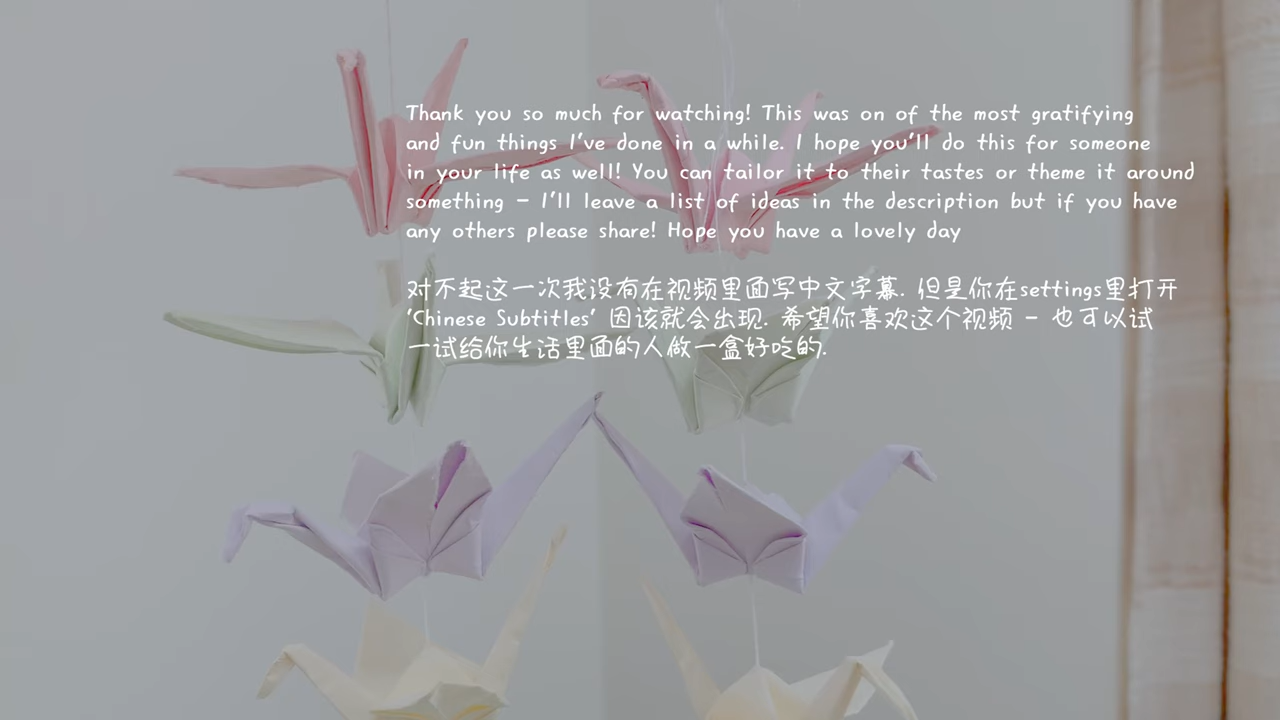 Thank you so much for watching! This was on of the most gratifying
and fun things I've done in a while. I hope you'll do this for someone
in your life as well! You can tailor it to their tastes or theme it around
something - I'll leave a list of ideas in the description but if you have
any others please share! Hope you have a lovely day
对不起这一次我没有在视频里面写中文字幕. 但是你在settings里打开
'Chinese Subtitles' 因该就会出现. 希望你喜欢这个视频 - 也可以试
一试给你生活里面的人做一盒好吃的.